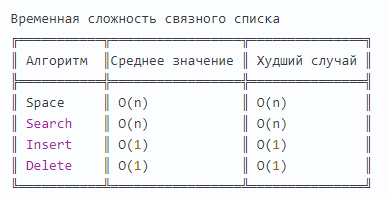 Временная сложность связного списка
Алгоритм Среднее значение Худший случай
Space O(n) O(n)
Search O(n) O(n)
Insert O(1) O(1)
Delete O(1) O(1)